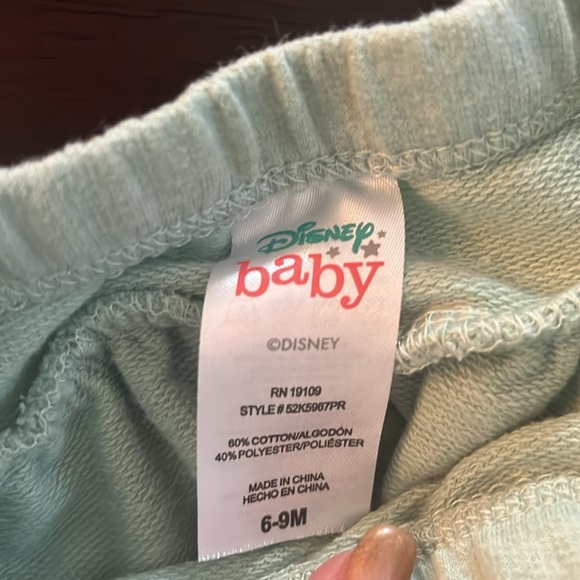 Disney
baby
©DISNEY
RN 19109
STYLE # 52K5967PR
60% COTTON/ALGODÓN
40% POLYESTER/POLIÉSTER
MADE IN CHINA
HECHO EN CHINA
6-9M